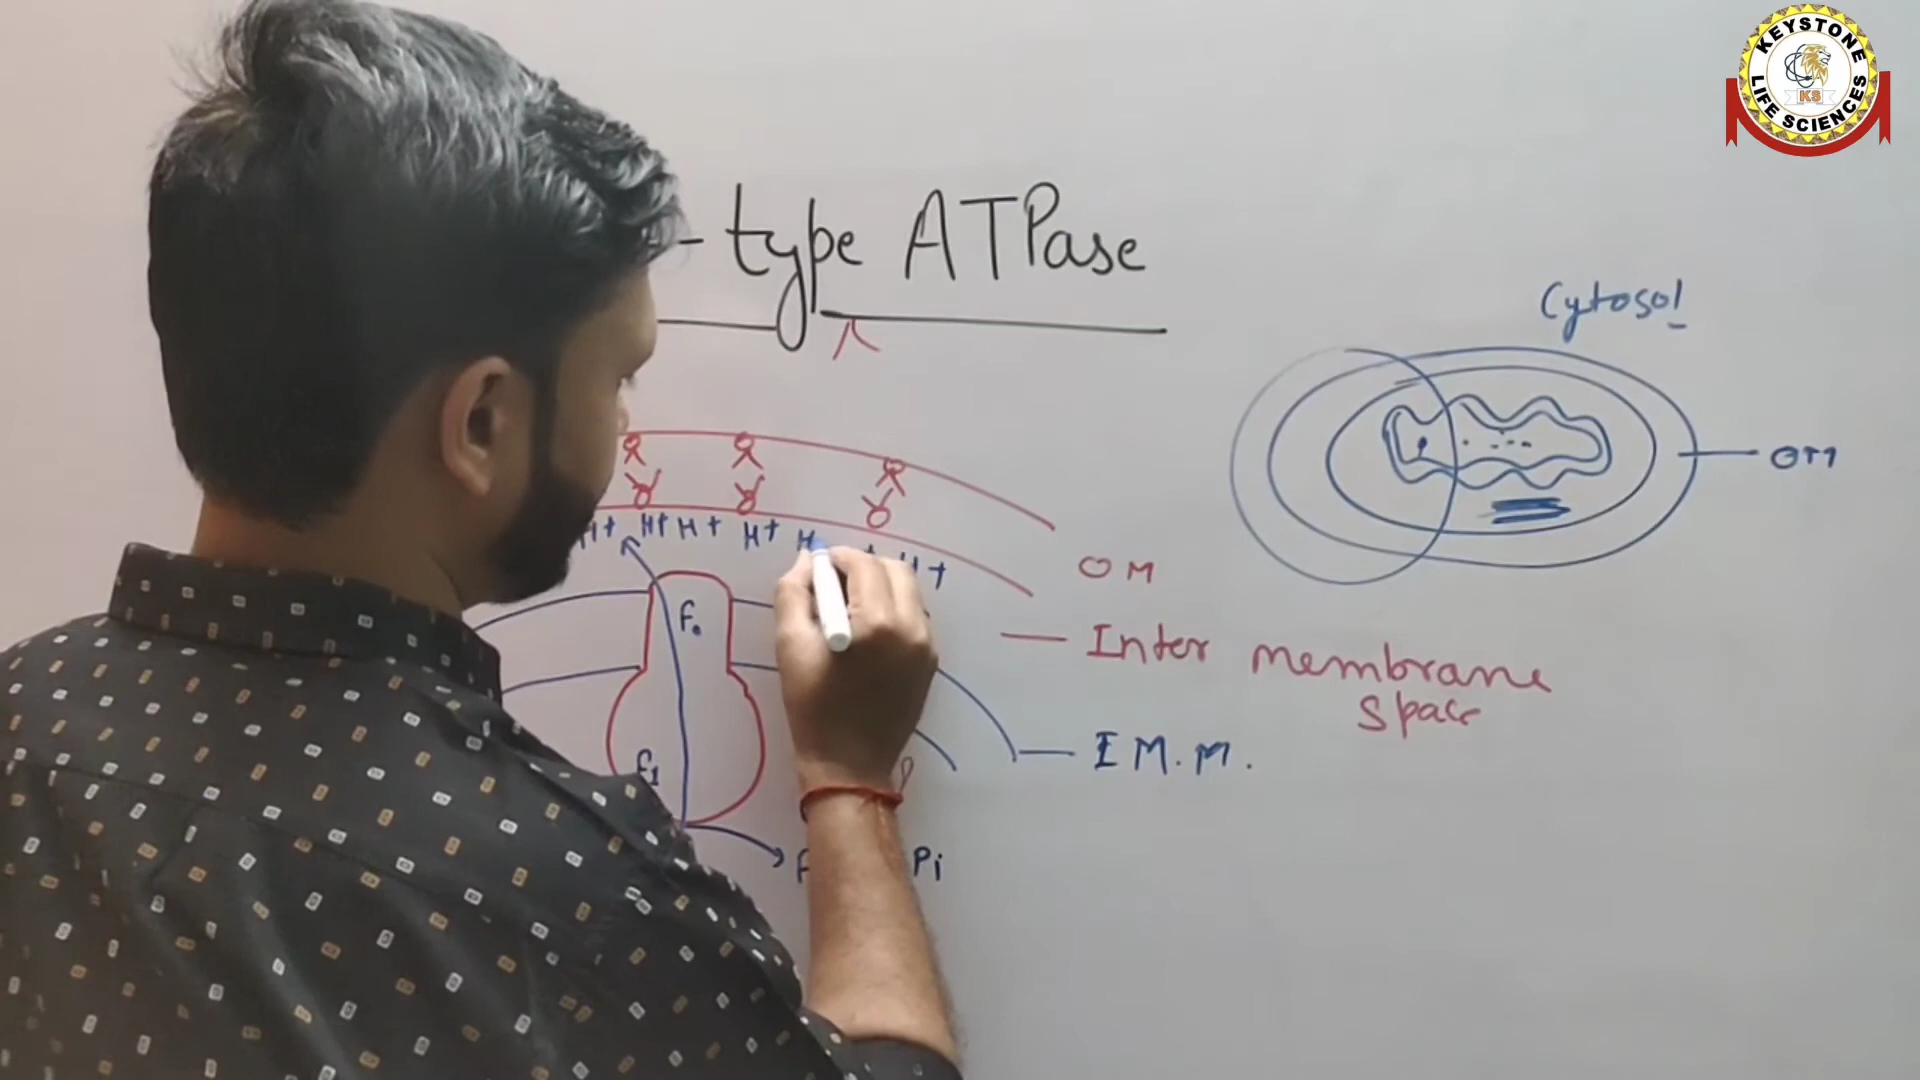 KEYSTONE
LIFE SCIENCES
KS
- type ATPase
Cytosol
OM
H+ H+ H+ H+ H H+
OM
F₀
Inter membrane
space
I M.M.
F₁
Pi